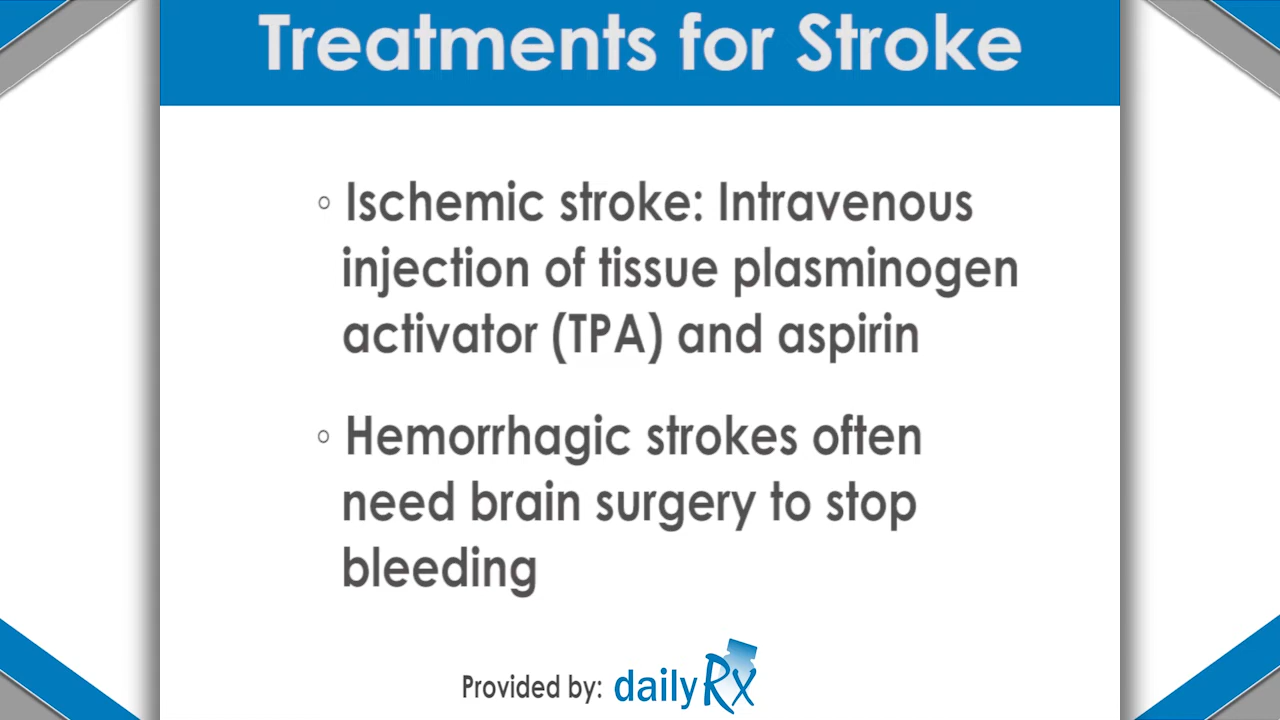 Treatments for Stroke
◦ Ischemic stroke: Intravenous
injection of tissue plasminogen
activator (TPA) and aspirin
◦ Hemorrhagic strokes often
need brain surgery to stop
bleeding
Provided by: dailyRx